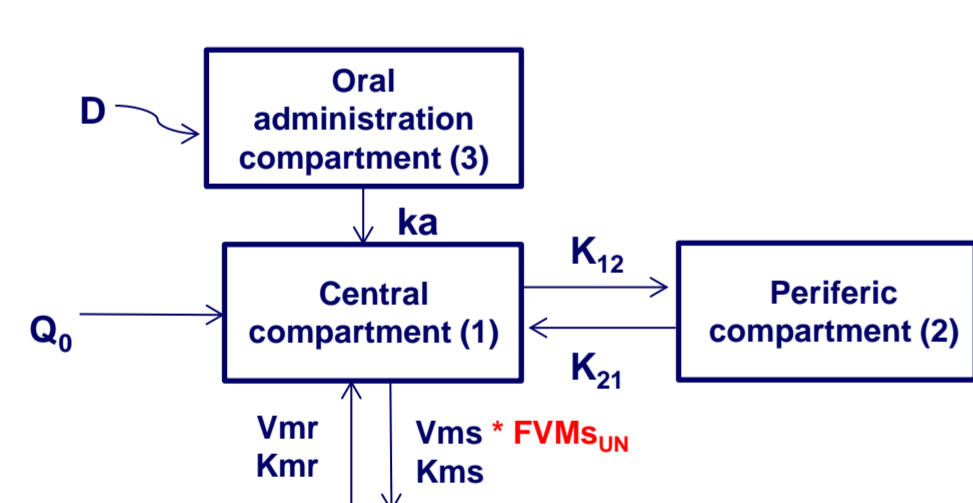 Oral
administration
compartment (3)
D
ka
K12
Central
compartment (1)
Periferic
compartment (2)
Q0
K21
Vmr
Kmr
Vms * FVMsUN
Kms